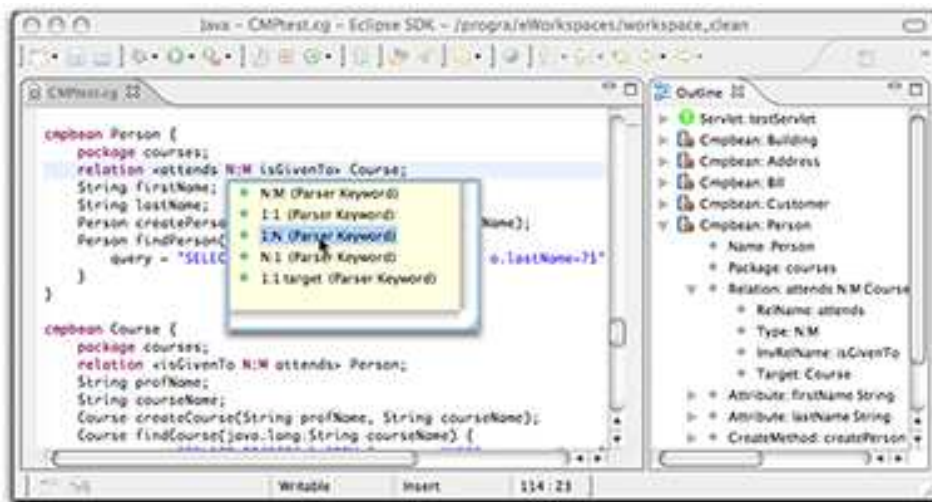 Java - CMPtest.cg - Eclipse SDK - /progra/eWorkspaces/workspace_clean
CMPtest.cg
cmpbean Person {
package courses;
relation <attends N:M isGivenTo> Course;
String firstName;
String lastName;
Person createPerso
Name);
Person findPerson(
query = "SELEC
o.lastName=?1"
}
}
N:M (Parser Keyword)
1:1 (Parser Keyword)
1:N (Parser Keyword)
N:1 (Parser Keyword)
1:1 target (Parser Keyword)
cmpbean Course {
package courses;
relation <isGivenTo N:M attends> Person;
String profName;
String courseName;
Course createCourse(String profName, String courseName);
Course findCourse(java.lang.String courseName) {
Outline
Servlet: testServlet
Cmpbean: Building
Cmpbean: Address
Cmpbean: Bill
Cmpbean: Customer
Cmpbean: Person
Name: Person
Package: courses
Relation: attends N:M Course
RelName: attends
Type: N:M
InvRelName: isGivenTo
Target: Course
Attribute: firstName String
Attribute: lastName String
CreateMethod: createPerson
Writable
Insert
114 : 23